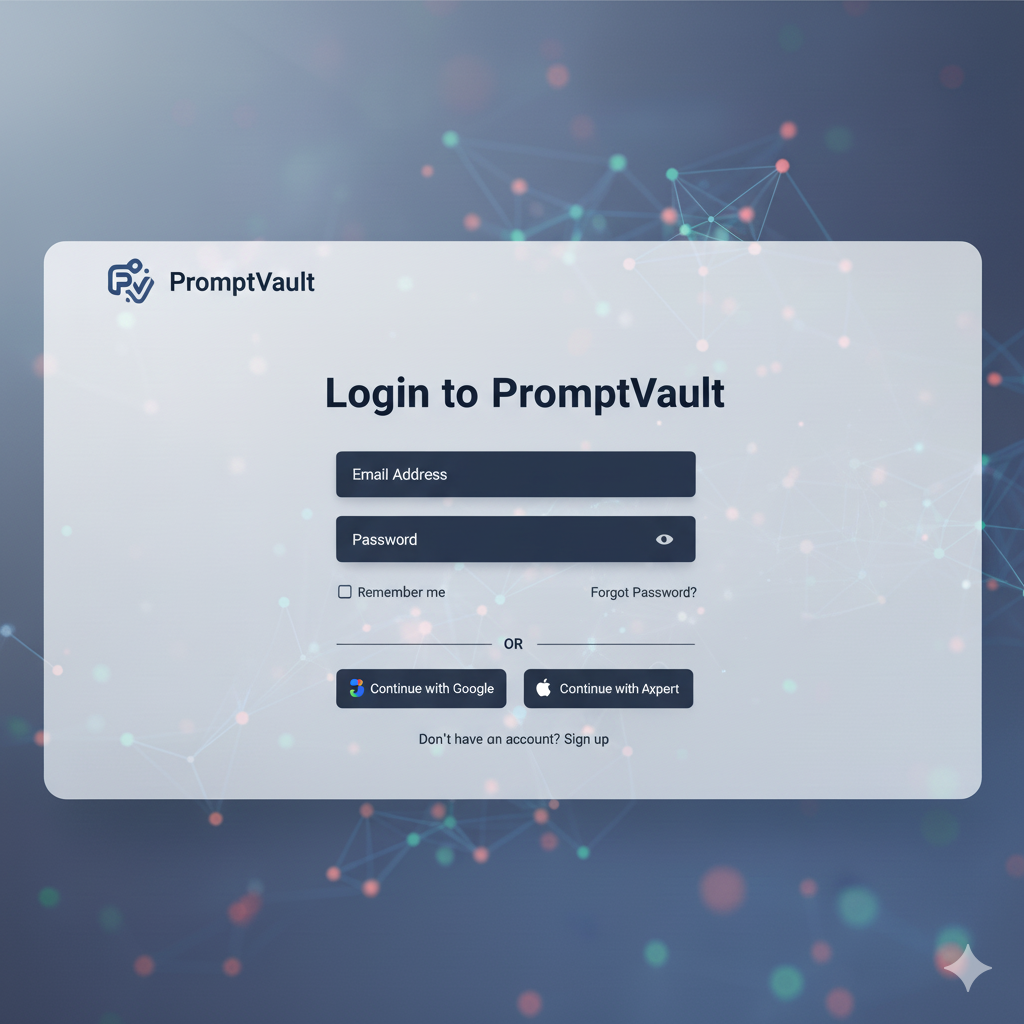 PromptVault
Login to PromptVault
Email Address
Password
Remember me
Forgot Password?
OR
Continue with Google
Continue with Axpert
Don't have an account? Sign up